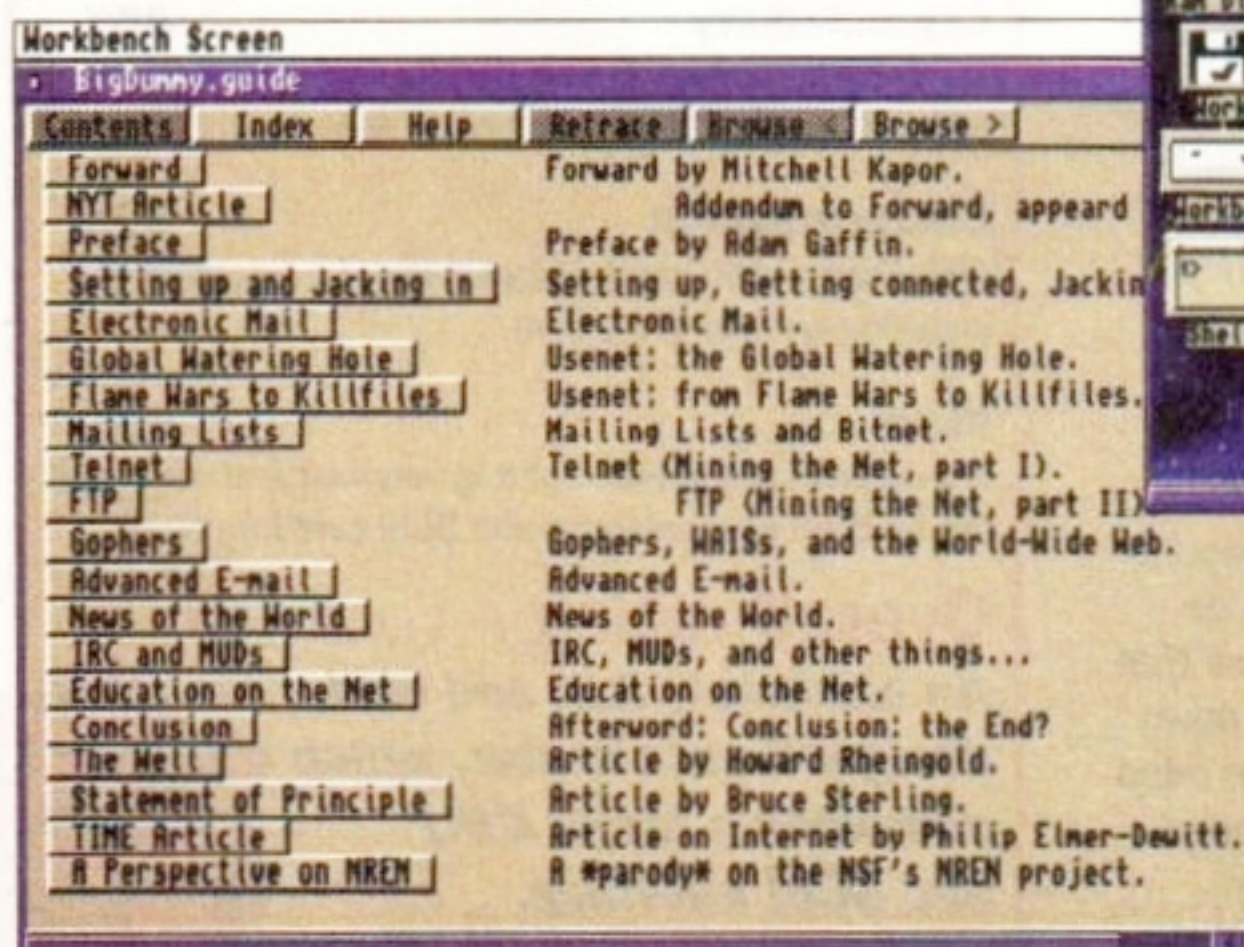 Workbench Screen
BigDummy.guide
Contents Index Help Retrace Browse < Browse >
Forward Forward by Mitchell Kapor.
NYT Article Addendum to Forward, appeard
Preface Preface by Adam Gaffin.
Setting up and Jacking in Setting up, Getting connected, Jackin
Electronic Mail Electronic Mail.
Global Watering Hole Usenet: the Global Watering Hole.
Flame Wars to Killfiles Usenet: from Flame Wars to Killfiles.
Mailing Lists Mailing Lists and Bitnet.
Telnet Telnet (Mining the Net, part I).
FTP FTP (Mining the Net, part II)
Gophers Gophers, WAISs, and the World-Wide Web.
Advanced E-mail Advanced E-mail.
News of the World News of the World.
IRC and MUDs IRC, MUDs, and other things...
Education on the Net Education on the Net.
Conclusion Afterword: Conclusion: the End?
The Well Article by Howard Rheingold.
Statement of Principle Article by Bruce Sterling.
TIME Article Article on Internet by Philip Elmer-Dewitt.
A Perspective on NREN A *parody* on the NSF's NREN project.
Work
Workb
Shel